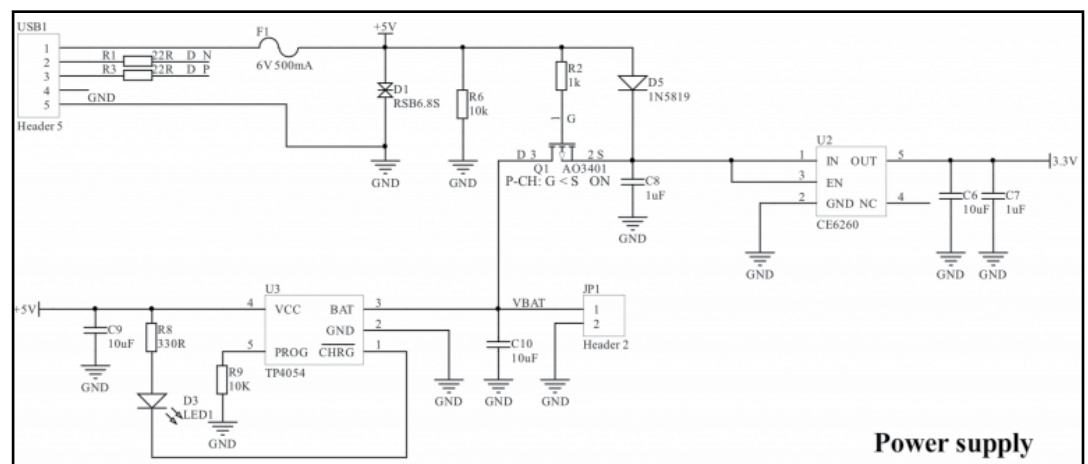 USB1
1
2
3
4
5
Header 5
R1 22R D_N
R3 22R D_P
GND
F1
6V 500mA
+5V
D1
RSB6.8S
GND
R6
10k
GND
R2
1k
G
D5
1N5819
D 3
2 S
Q1 AO3401
P-CH: G < S ON
C8
1uF
GND
U2
1 IN OUT 5
3 EN
2 GND NC 4
CE6260
GND
3.3V
C6
10uF
GND
C7
1uF
GND
+5V
C9
10uF
GND
R8
330R
D3
LED1
U3
4 VCC BAT 3
GND 2
5 PROG CHRG 1
TP4054
R9
10K
GND
GND
VBAT
C10
10uF
GND
JP1
1
2
Header 2
GND
Power supply